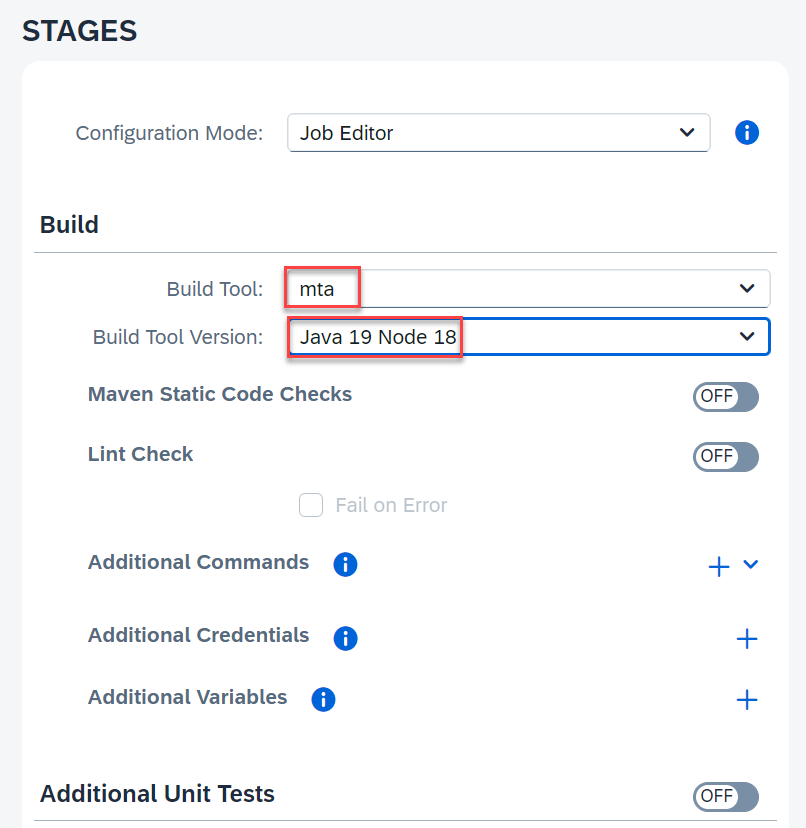 STAGES
Configuration Mode: Job Editor
Build
Build Tool: mta
Build Tool Version: Java 19 Node 18
Maven Static Code Checks OFF
Lint Check OFF
Fail on Error
Additional Commands
Additional Credentials
Additional Variables
Additional Unit Tests OFF